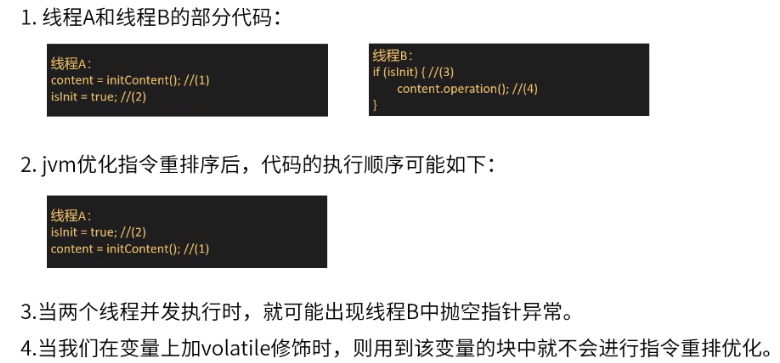 1. 线程A和线程B的部分代码：
线程A：
content = initContent(); //(1)
isInit = true; //(2)
线程B：
if (isInit) { //(3)
content.operation(); //(4)
}
2. jvm优化指令重排序后，代码的执行顺序可能如下：
线程A：
isInit = true; //(2)
content = initContent(); //(1)
3.当两个线程并发执行时，就可能出现线程B中抛空指针异常。
4.当我们在变量上加volatile修饰时，则用到该变量的块中就不会进行指令重排优化。